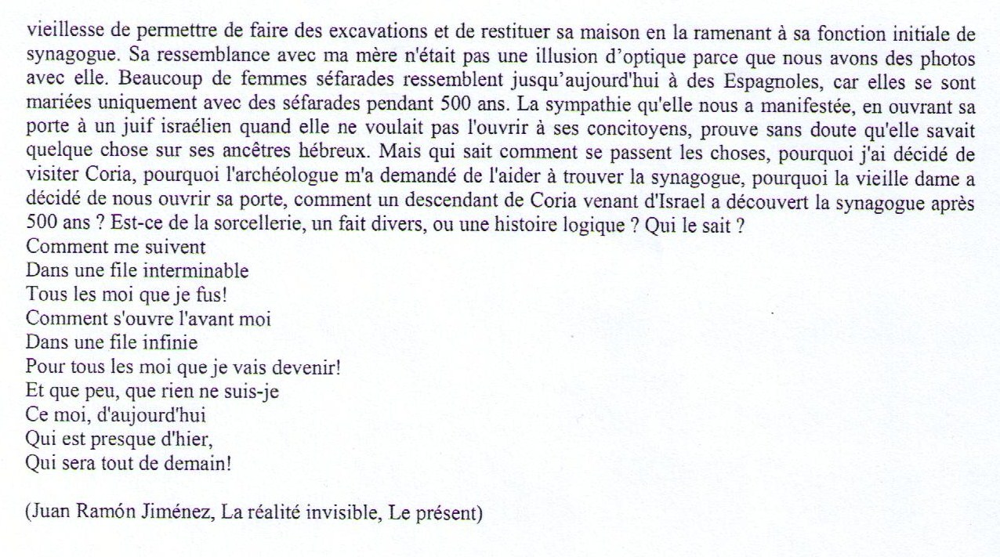 vieillesse de permettre de faire des excavations et de restituer sa maison en la ramenant à sa fonction initiale de
synagogue. Sa ressemblance avec ma mère n'était pas une illusion d’optique parce que nous avons des photos
avec elle. Beaucoup de femmes séfarades ressemblent jusqu’aujourd'hui à des Espagnoles, car elles se sont
mariées uniquement avec des séfarades pendant 500 ans. La sympathie qu'elle nous a manifestée, en ouvrant sa
porte à un juif israélien quand elle ne voulait pas l'ouvrir à ses concitoyens, prouve sans doute qu'elle savait
quelque chose sur ses ancêtres hébreux. Mais qui sait comment se passent les choses, pourquoi j'ai décidé de
visiter Coria, pourquoi l'archéologue m'a demandé de l'aider à trouver la synagogue, pourquoi la vieille dame a
décidé de nous ouvrir sa porte, comment un descendant de Coria venant d'Israel a découvert la synagogue après
500 ans ? Est-ce de la sorcellerie, un fait divers, ou une histoire logique ? Qui le sait ?
Comment me suivent
Dans une file interminable
Tous les moi que je fus!
Comment s'ouvre l'avant moi
Dans une file infinie
Pour tous les moi que je vais devenir!
Et que peu, que rien ne suis-je
Ce moi, d'aujourd'hui
Qui est presque d'hier,
Qui sera tout de demain!
(Juan Ramón Jiménez, La réalité invisible, Le présent)